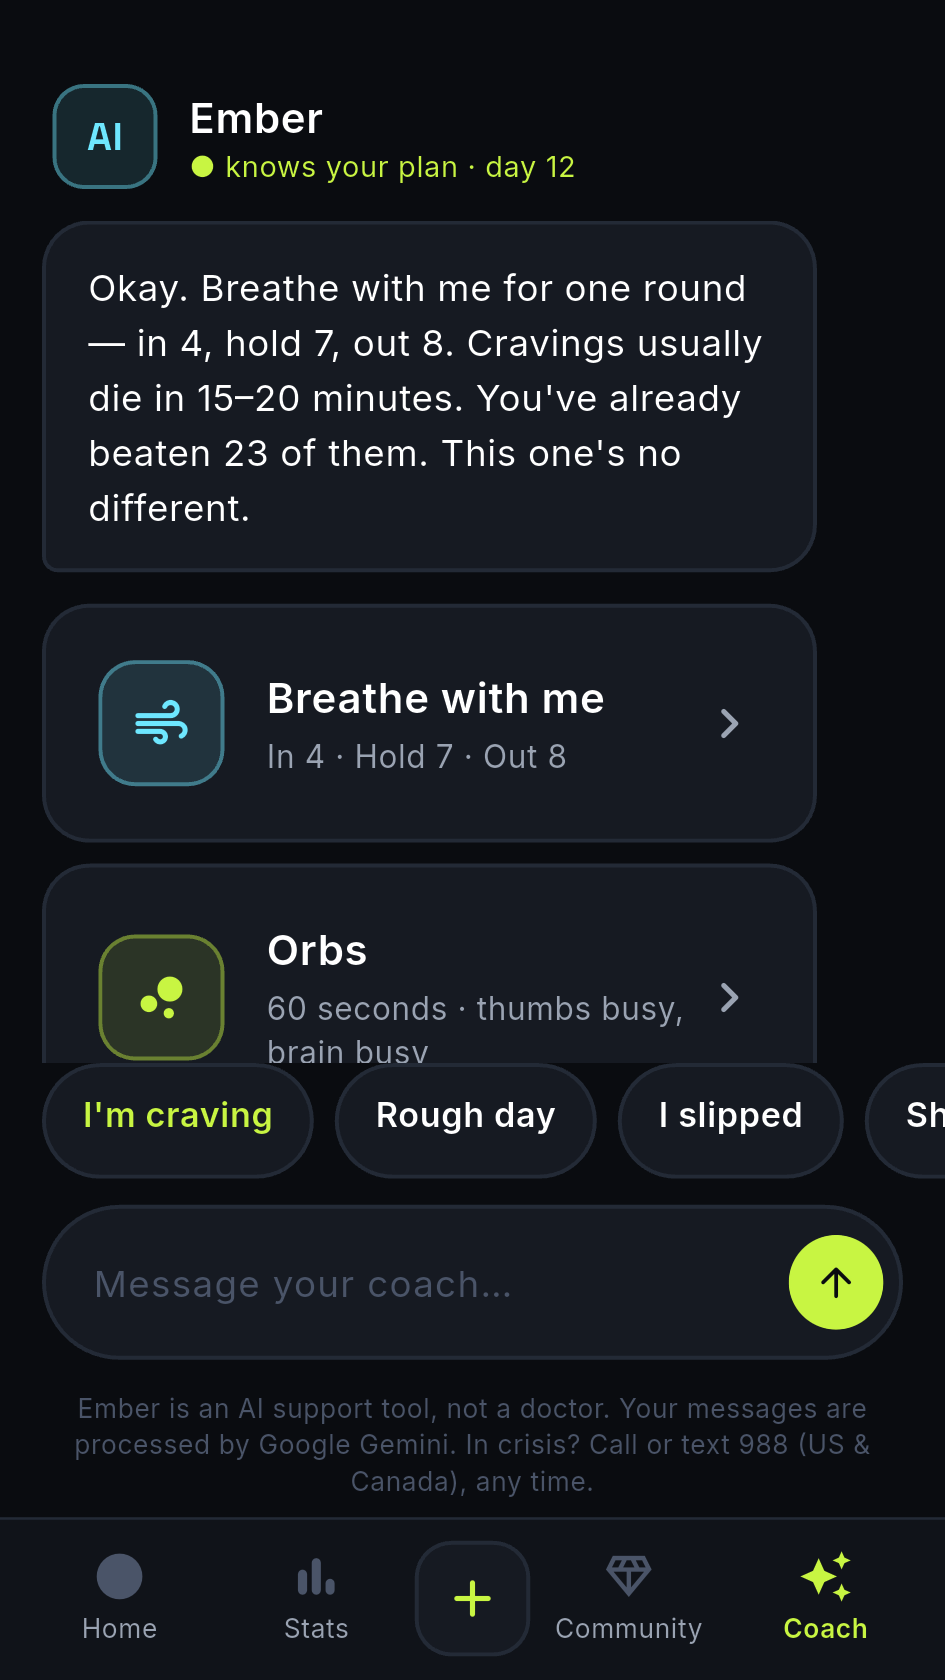 AI
Ember
knows your plan · day 12
Okay. Breathe with me for one round
— in 4, hold 7, out 8. Cravings usually
die in 15–20 minutes. You've already
beaten 23 of them. This one's no
different.
Breathe with me
In 4 · Hold 7 · Out 8
Orbs
60 seconds · thumbs busy,
brain busy
I'm craving
Rough day
I slipped
Sh
Message your coach...
Ember is an AI support tool, not a doctor. Your messages are
processed by Google Gemini. In crisis? Call or text 988 (US &
Canada), any time.
Home
Stats
Community
Coach